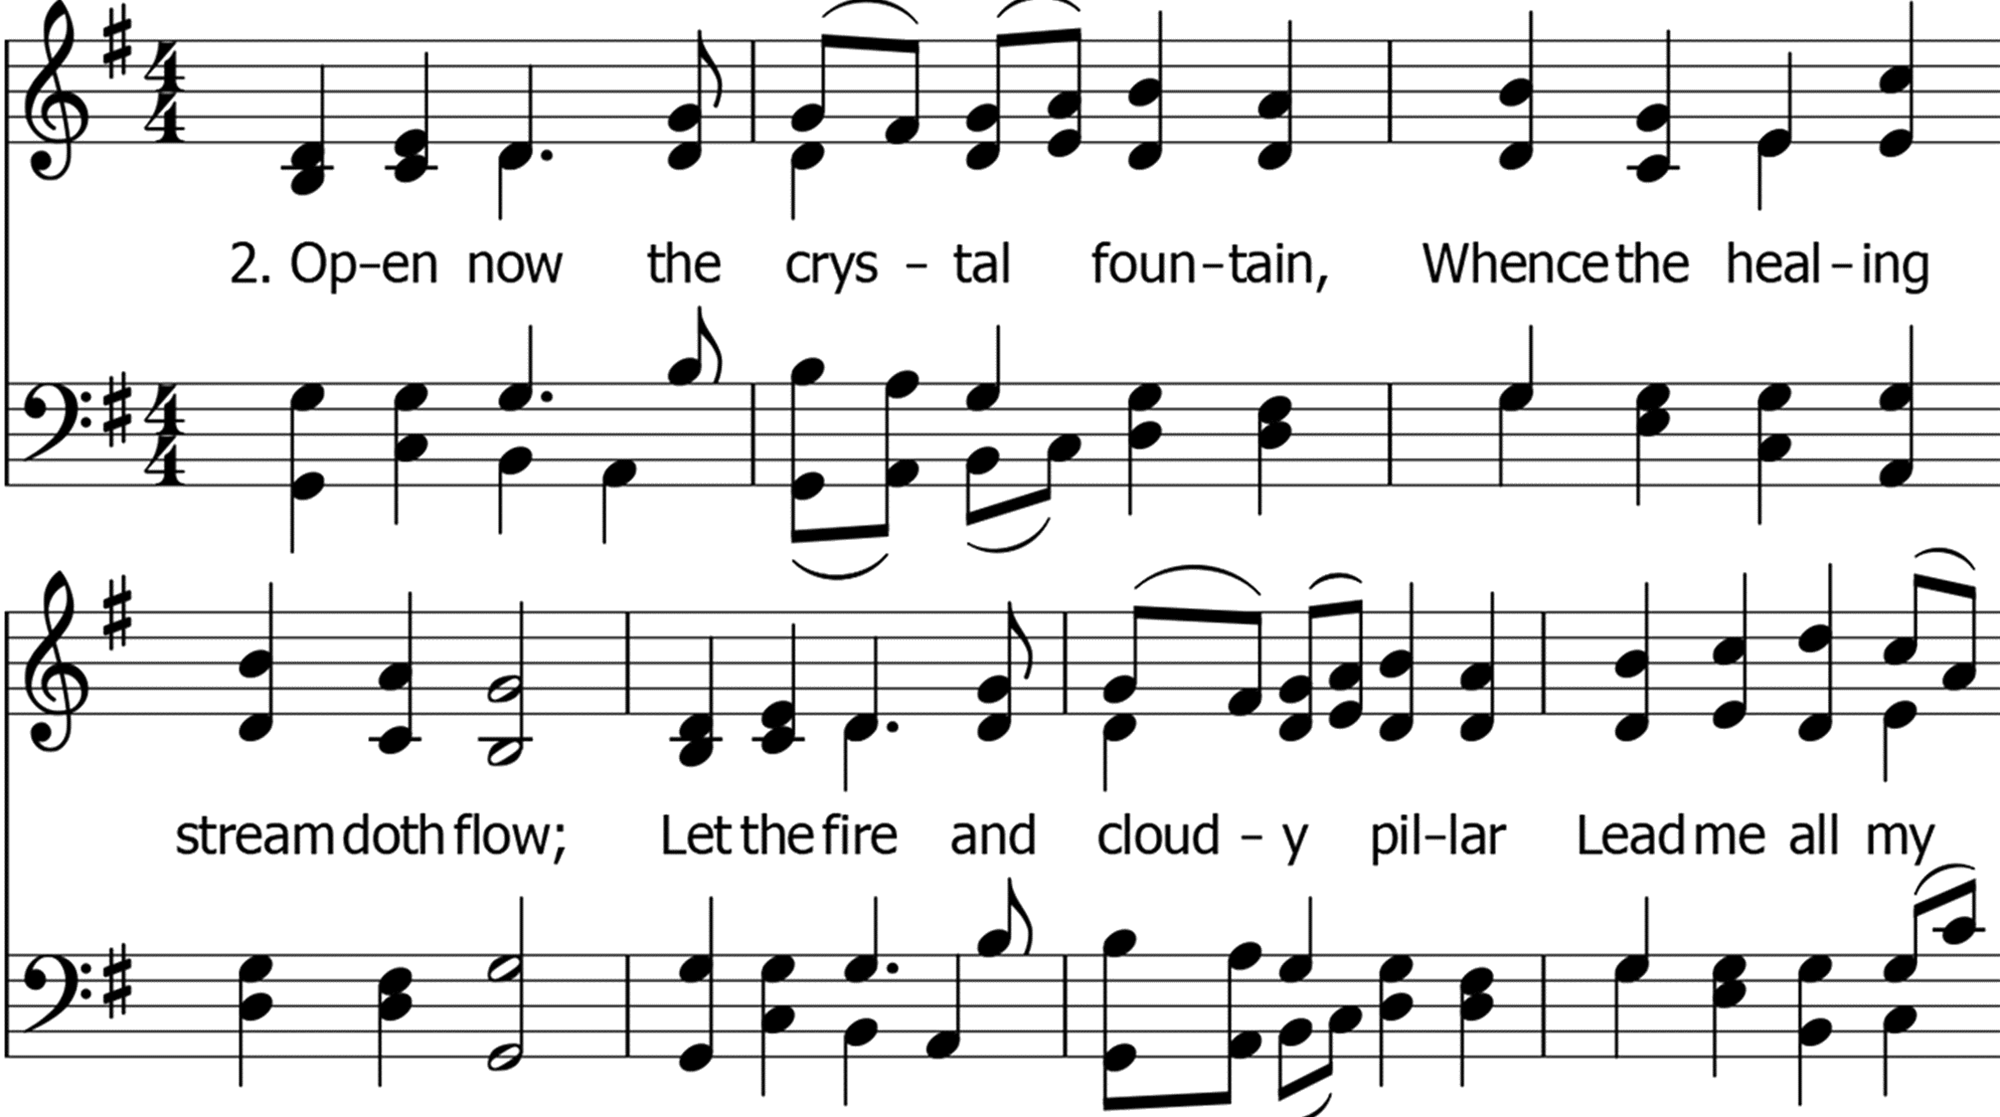 2. Op-en now the crys - tal foun-tain, Whence the heal-ing
stream doth flow; Let the fire and cloud - y pil-lar Lead me all my